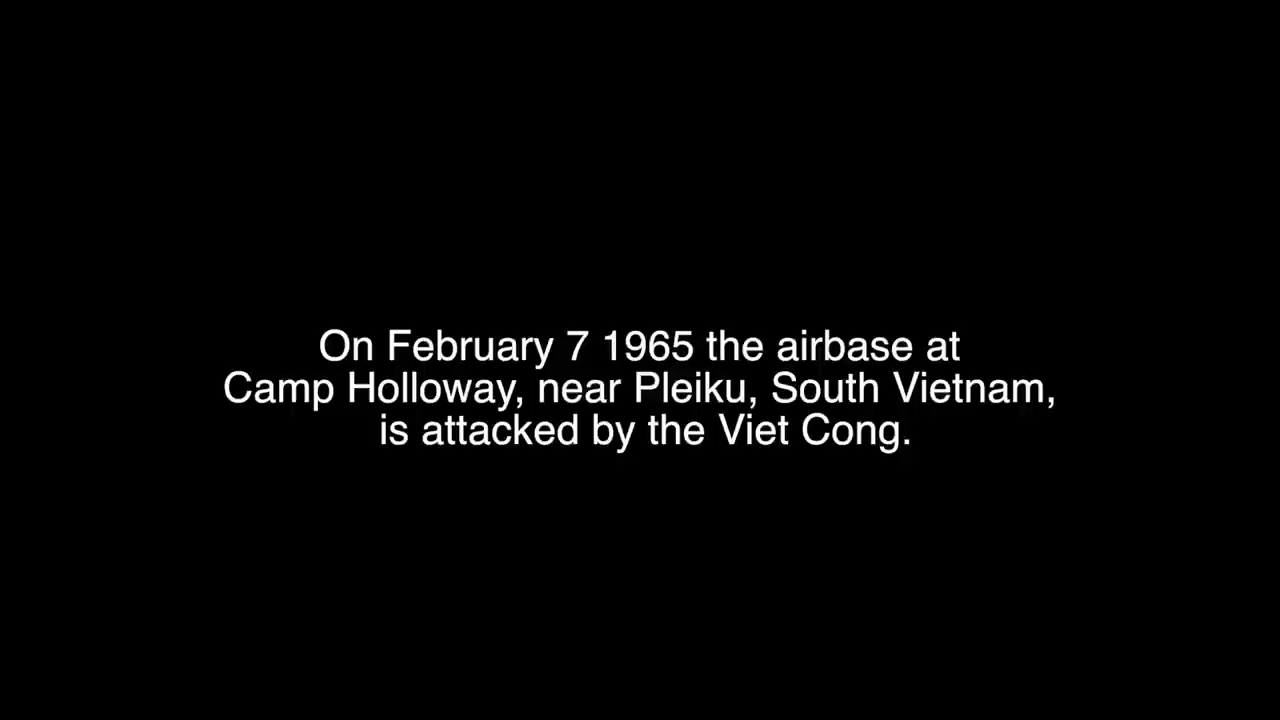 On February 7 1965 the airbase at
Camp Holloway, near Pleiku, South Vietnam,
is attacked by the Viet Cong.